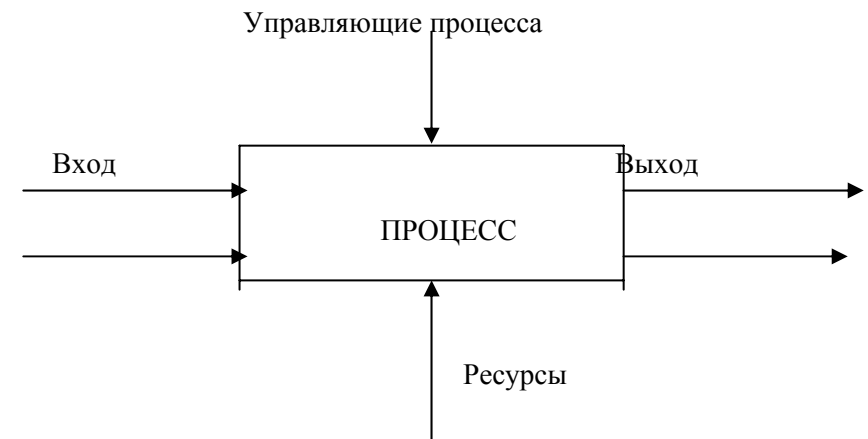 Управляющие процесса
Вход
Выход
ПРОЦЕСС
Ресурсы